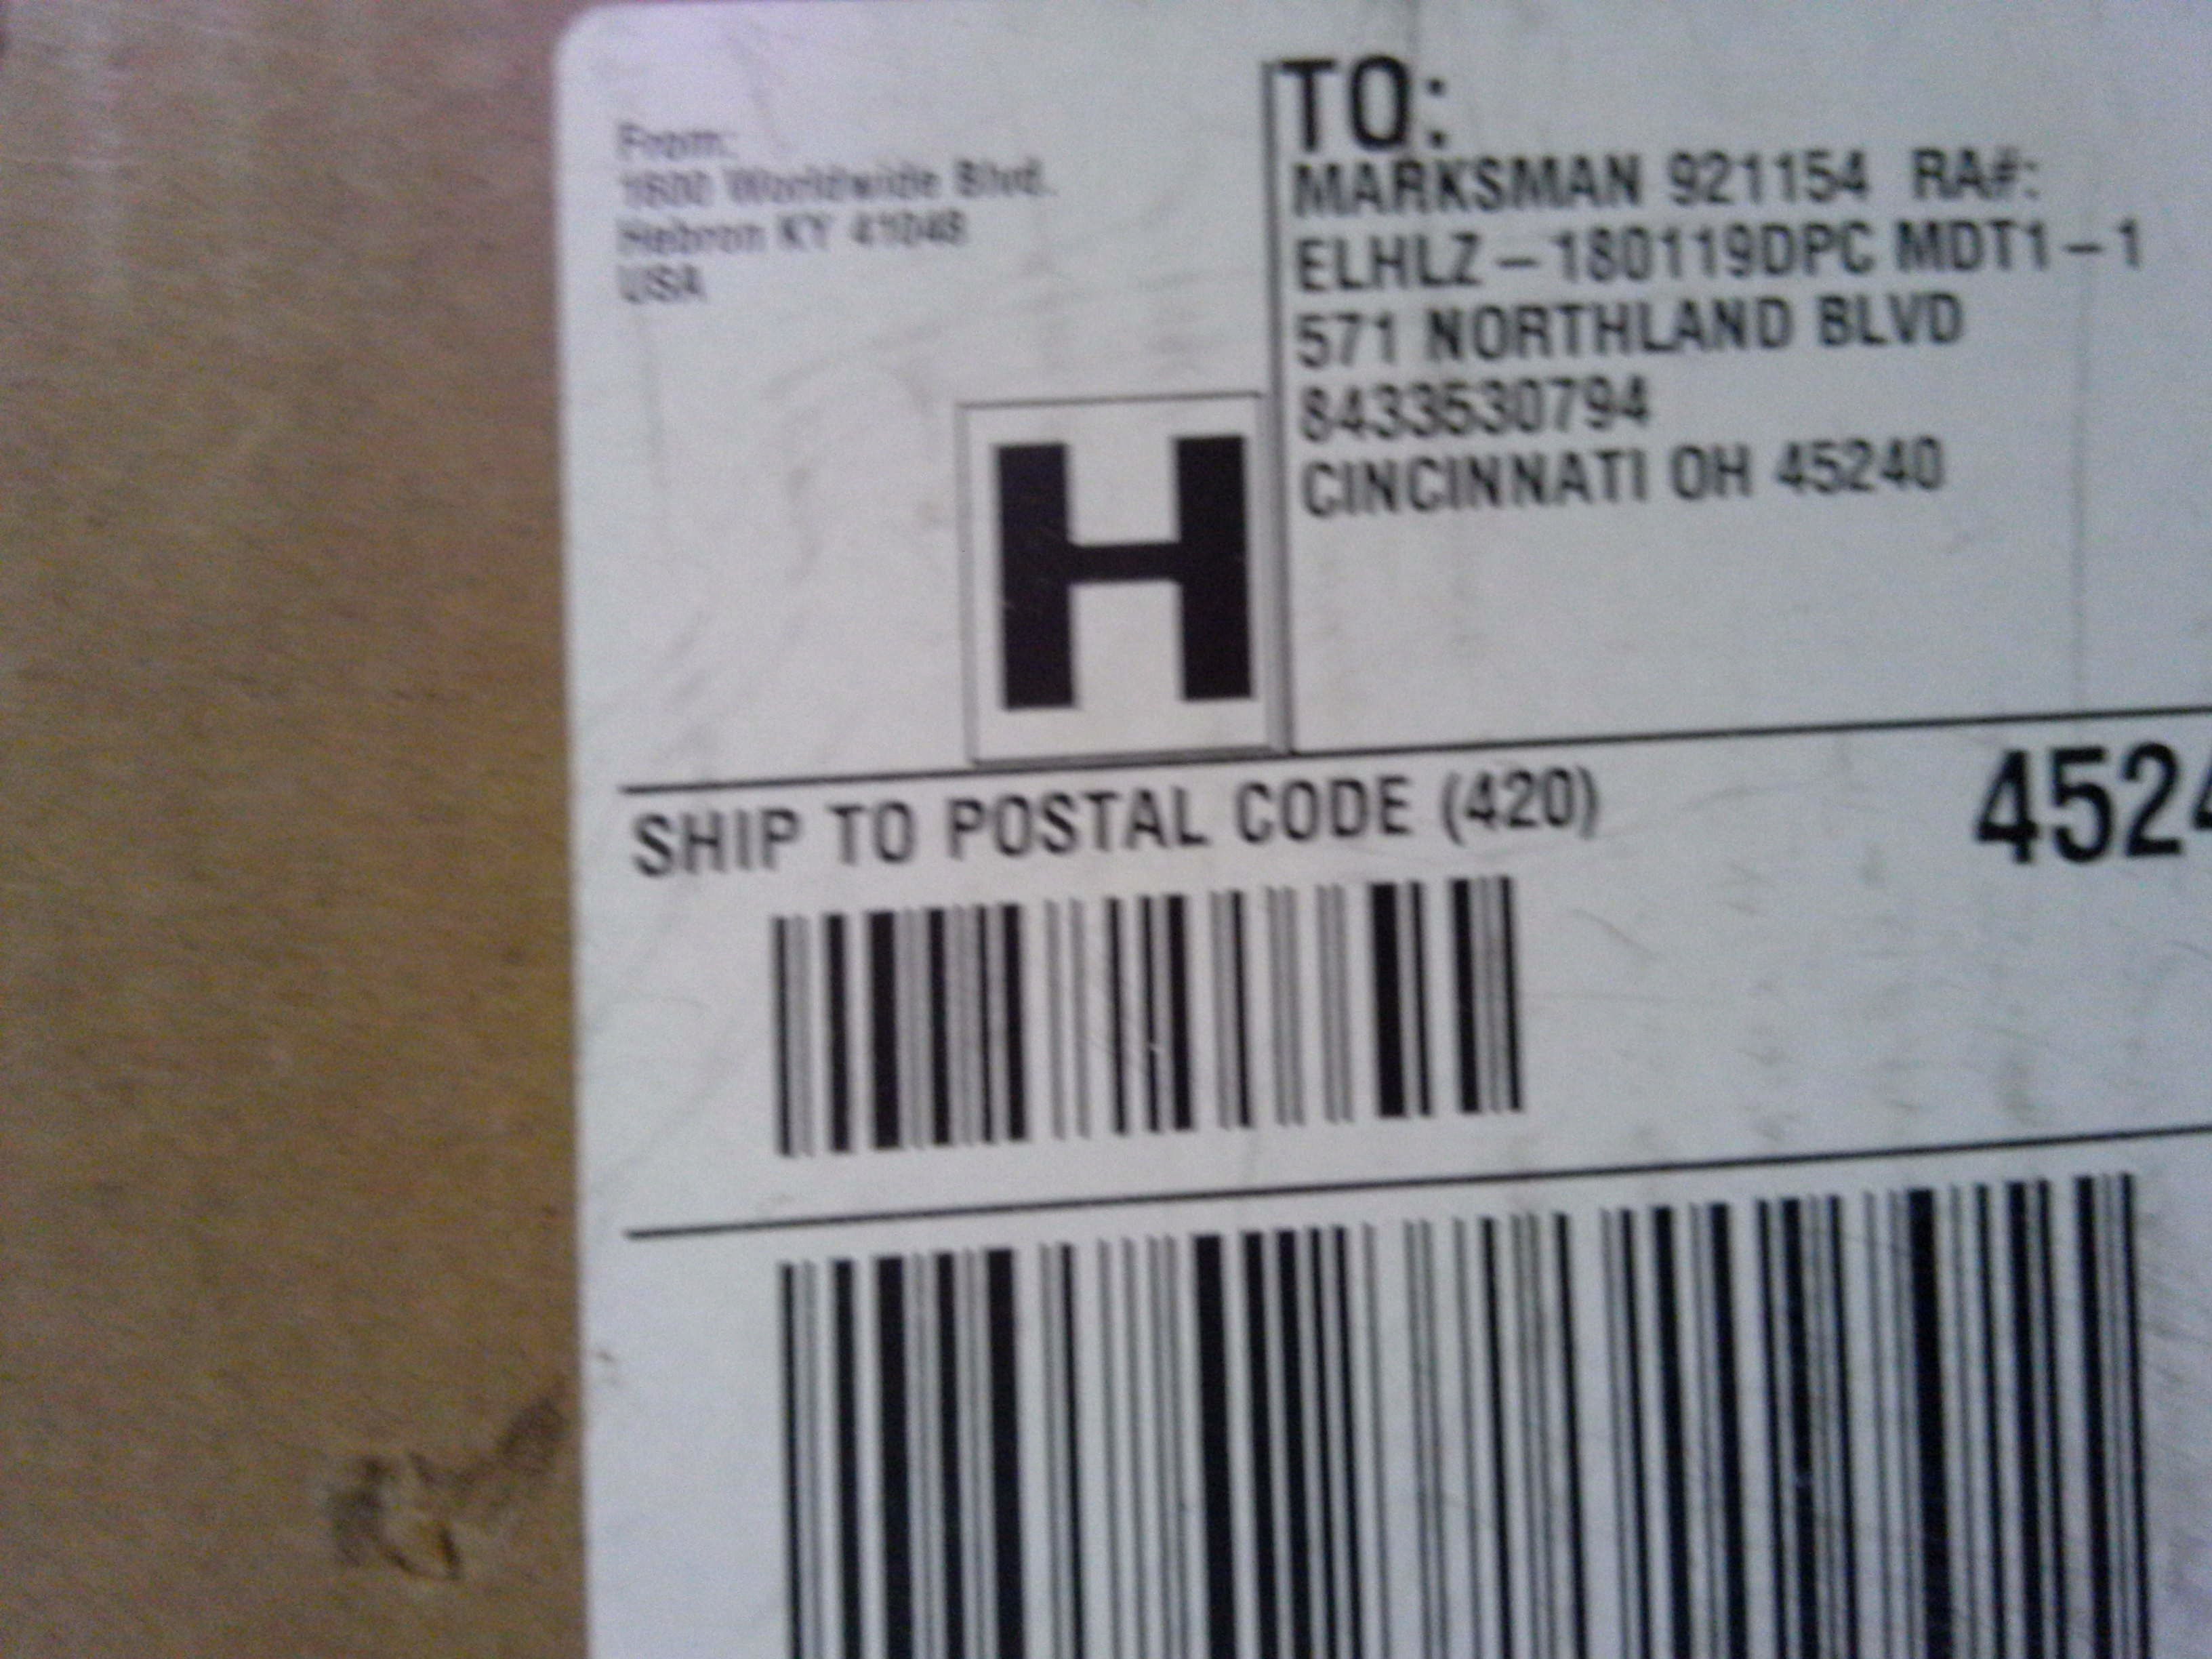 From:
1600 Worldwide Blvd.
Hebron KY 41048
USA
TO:
MARKSMAN 921154 RA#:
ELHLZ-180119DPC MDT1-1
571 NORTHLAND BLVD
8433530794
CINCINNATI OH 45240
H
SHIP TO POSTAL CODE (420)
4524